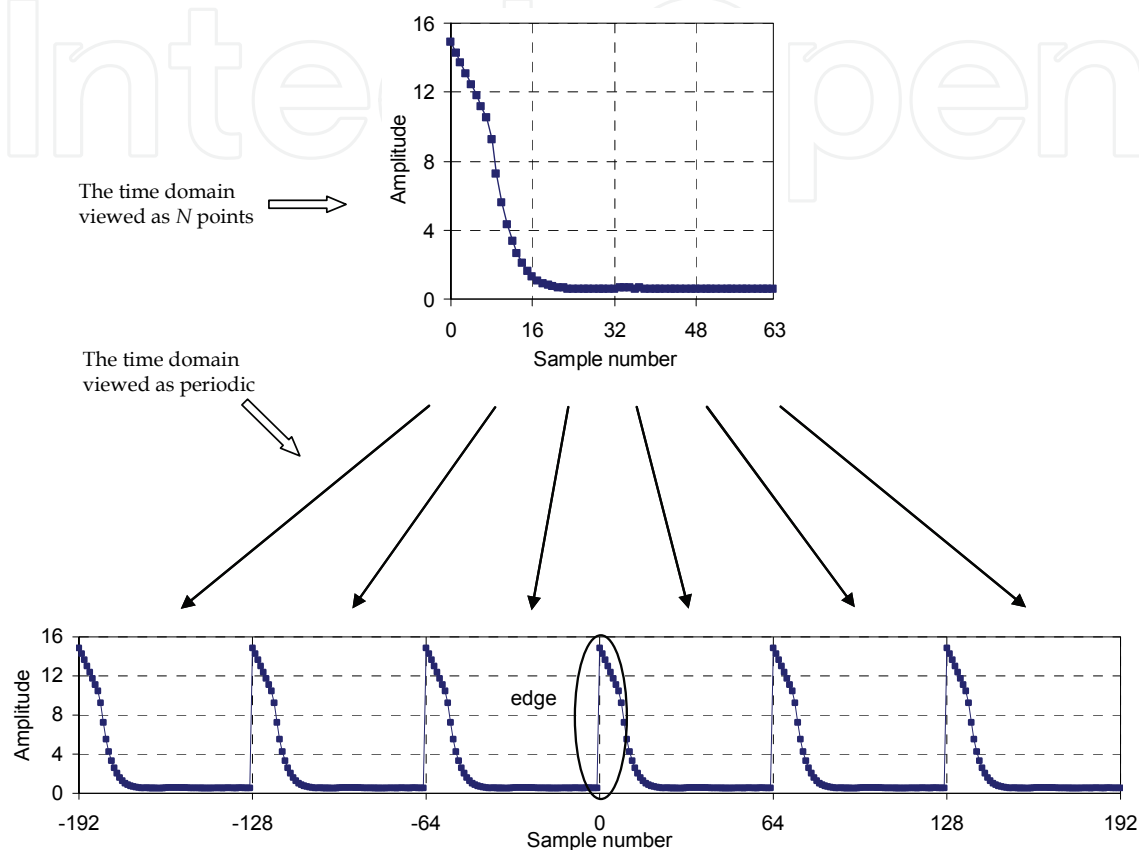 IntechOpen
16
12
8
4
0
Amplitude
0 16 32 48 63
Sample number
The time domain
viewed as N points
The time domain
viewed as periodic
16
12
8
4
0
Amplitude
edge
-192 -128 -64 0 64 128 192
Sample number